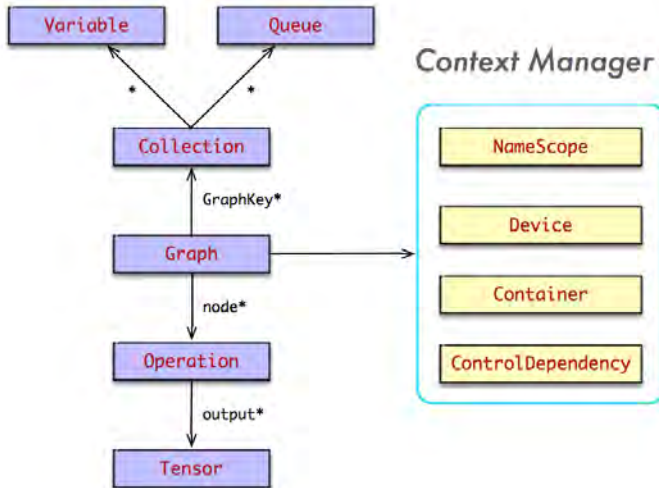 Variable
Queue
Context Manager
*
*
Collection
NameScope
GraphKey*
Device
Graph
Container
node*
Operation
ControlDependency
output*
Tensor